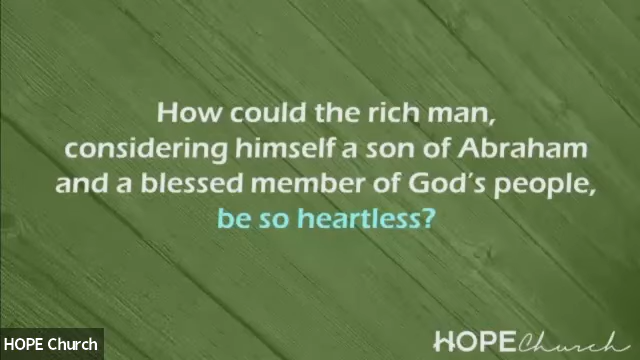 How could the rich man,
considering himself a son of Abraham
and a blessed member of God's people,
be so heartless?
HOPE Church
HOPE Church